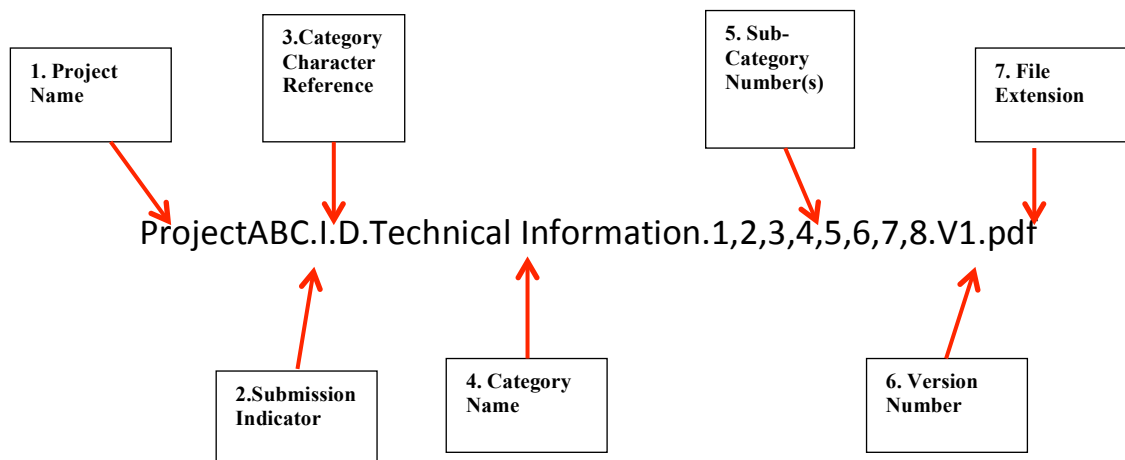 3.Category
Character
Reference
5. Sub-
Category
Number(s)
1. Project
Name
7. File
Extension
ProjectABC.I.D.Technical Information.1,2,3,4,5,6,7,8.V1.pdf
2.Submission
Indicator
4. Category
Name
6. Version
Number